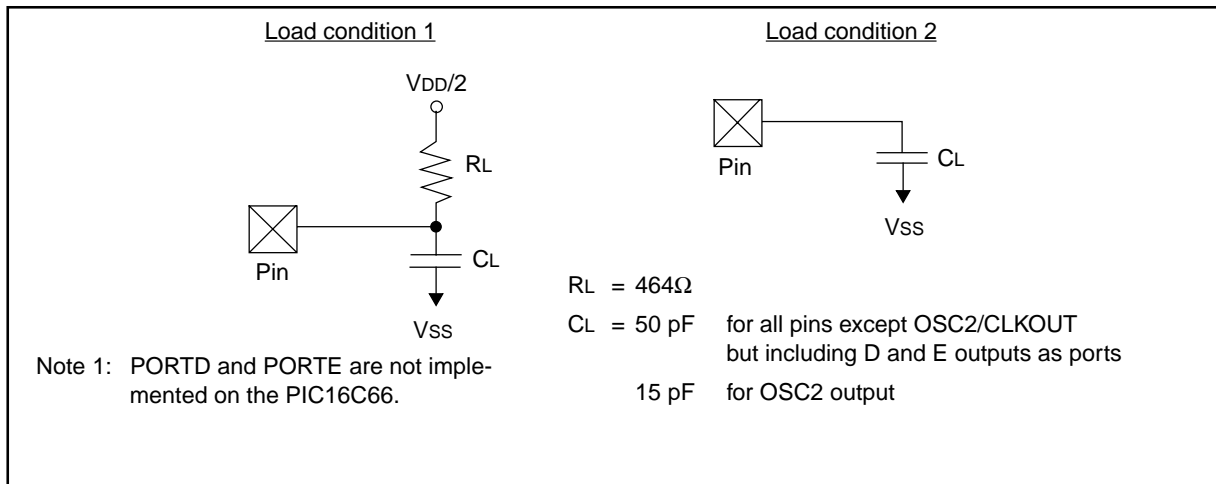 Load condition 1
VDD/2
RL
Pin
CL
VSS
Note 1: PORTD and PORTE are not imple-
mented on the PIC16C66.
Load condition 2
Pin
CL
VSS
RL = 464Ω
CL = 50 pF for all pins except OSC2/CLKOUT
but including D and E outputs as ports
15 pF for OSC2 output